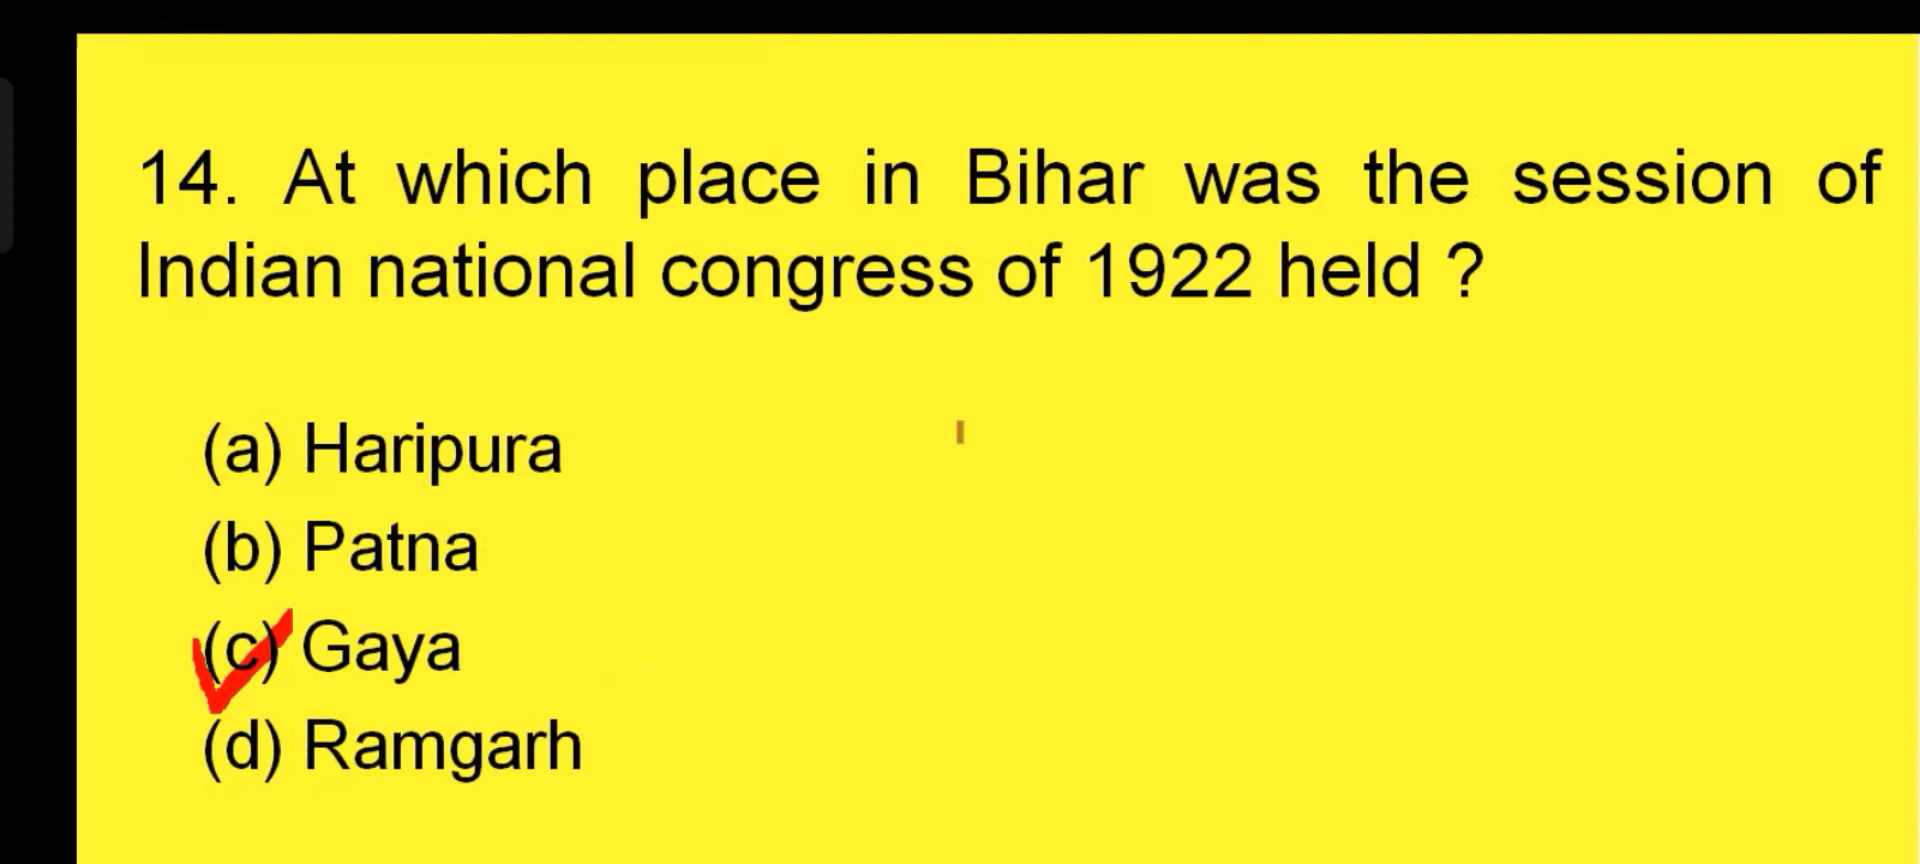 14. At which place in Bihar was the session of
Indian national congress of 1922 held ?
(a) Haripura
(b) Patna
(c) Gaya
(d) Ramgarh